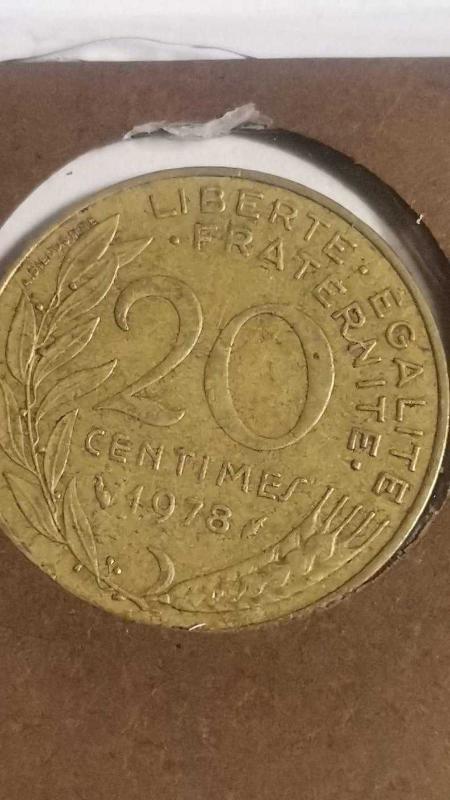 LIBERTE · EGALITE
· FRATERNITE ·
20
CENTIMES
1978